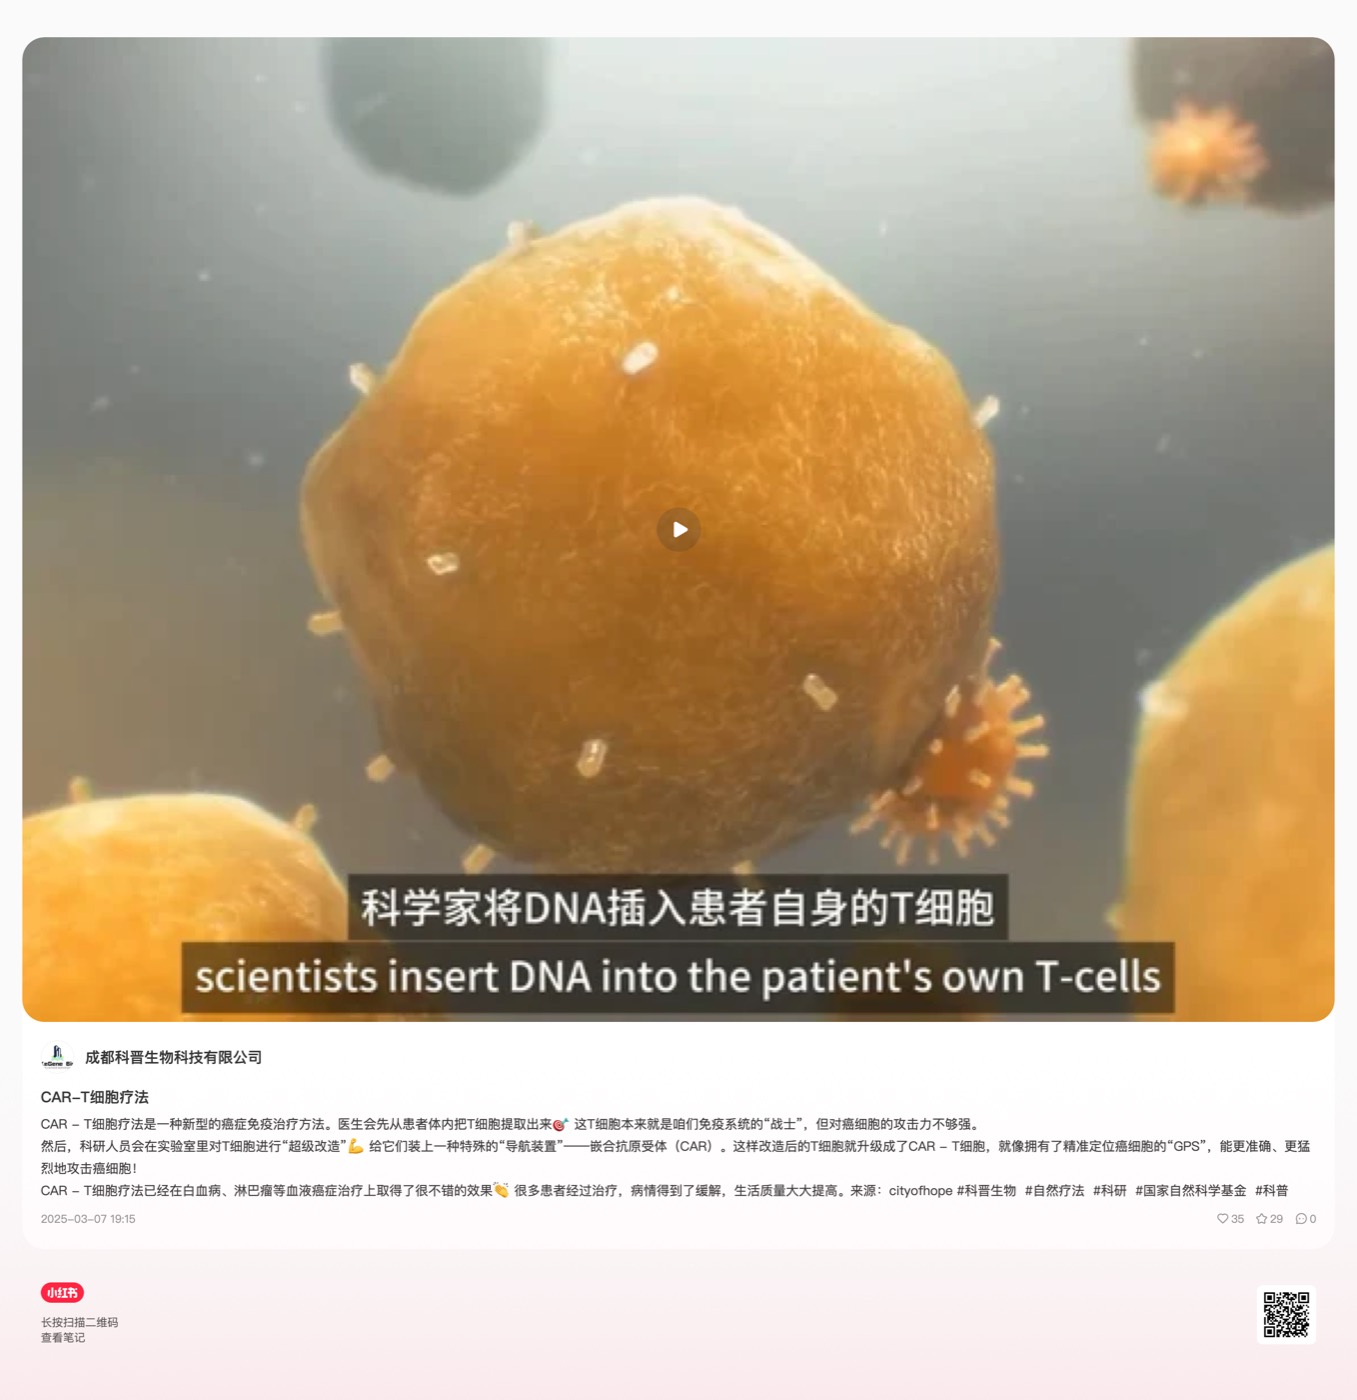 科学家将DNA插入患者自身的T细胞
scientists insert DNA into the patient's own T-cells
成都科晋生物科技有限公司
CAR-T细胞疗法
CAR - T细胞疗法是一种新型的癌症免疫治疗方法。医生会先从患者体内把T细胞提取出来🎯 这T细胞本来就是咱们免疫系统的“战士”，但对癌细胞的攻击力不够强。
然后，科研人员会在实验室里对T细胞进行“超级改造”💪 给它们装上一种特殊的“导航装置”——嵌合抗原受体（CAR）。这样改造后的T细胞就升级成了CAR - T细胞，就像拥有了精准定位癌细胞的“GPS”，能更准确、更猛
烈地攻击癌细胞！
CAR - T细胞疗法已经在白血病、淋巴瘤等血液癌症治疗上取得了很不错的效果👏 很多患者经过治疗，病情得到了缓解，生活质量大大提高。来源：cityofhope #科晋生物 #自然疗法 #科研 #国家自然科学基金 #科普
2025-03-07 19:15
35 29 0
小红书
长按扫描二维码
查看笔记